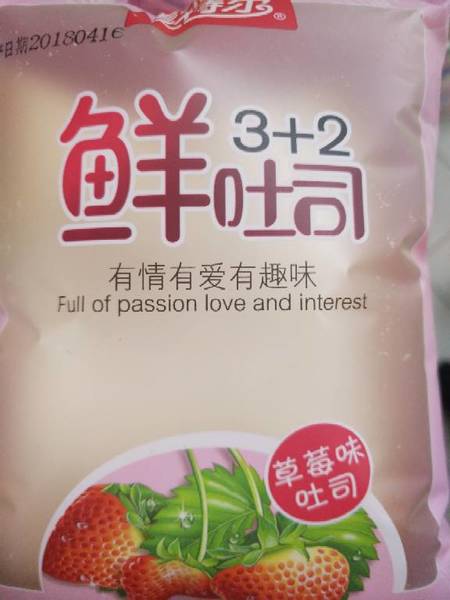 日期20180416
3+2
鲜吐司
有情有爱有趣味
Full of passion love and interest
草莓味
吐司